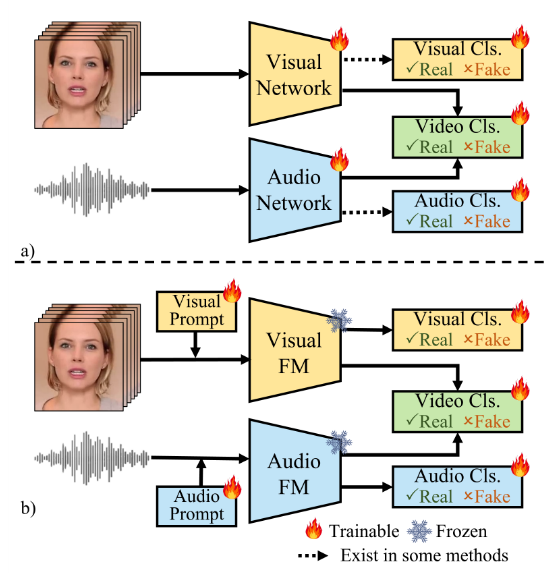 Visual
Network
Visual Cls.
✓Real ×Fake
Video Cls.
✓Real ×Fake
Audio
Network
Audio Cls.
✓Real ×Fake
a)
Visual
Prompt
Visual
FM
Visual Cls.
✓Real ×Fake
Video Cls.
✓Real ×Fake
Audio
FM
Audio Cls.
✓Real ×Fake
Audio
Prompt
b)
Trainable
Frozen
Exist in some methods